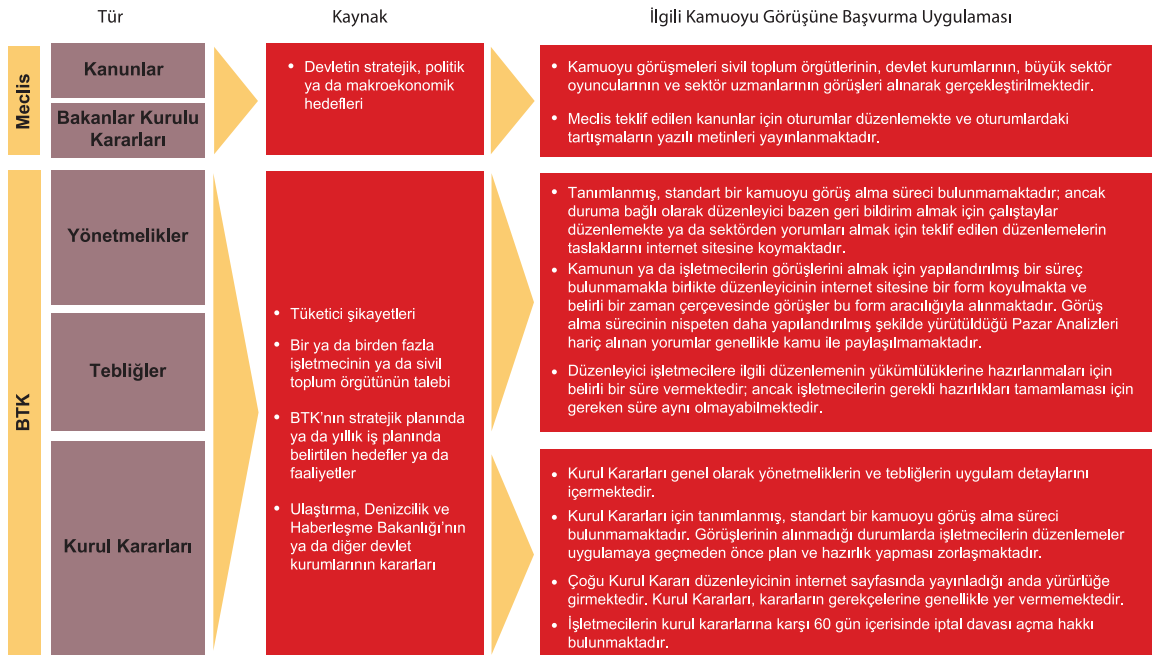 Tür
Kaynak
İlgili Kamuoyu Görüşüne Başvurma Uygulaması
Meclis
Kanunlar
Bakanlar Kurulu
Kararları
• Devletin stratejik, politik
ya da makroekonomik
hedefleri
• Kamuoyu görüşmeleri sivil toplum örgütlerinin, devlet kurumlarının, büyük sektör
oyuncularının ve sektör uzmanlarının görüşleri alınarak gerçekleştirilmektedir.
• Meclis teklif edilen kanunlar için oturumlar düzenlemekte ve oturumlardaki
tartışmaların yazılı metinleri yayınlanmaktadır.
BTK
Yönetmelikler
Tebliğler
Kurul Kararları
• Tüketici şikayetleri
• Bir ya da birden fazla
işletmecinin ya da sivil
toplum örgütünün talebi
• BTK'nın stratejik planında
ya da yıllık iş planında
belirtilen hedefler ya da
faaliyetler
• Ulaştırma, Denizcilik ve
Haberleşme Bakanlığı'nın
ya da diğer devlet
kurumlarının kararları
• Tanımlanmış, standart bir kamuoyu görüş alma süreci bulunmamaktadır; ancak
duruma bağlı olarak düzenleyici bazen geri bildirim almak için çalıştaylar
düzenlemekte ya da sektörden yorumları almak için teklif edilen düzenlemelerin
taslaklarını internet sitesine koymaktadır.
• Kamunun ya da işletmecilerin görüşlerini almak için yapılandırılmış bir süreç
bulunmamakla birlikte düzenleyicinin internet sitesine bir form koyulmakta ve
belirli bir zaman çerçevesinde görüşler bu form aracılığıyla alınmaktadır. Görüş
alma sürecinin nispeten daha yapılandırılmış şekilde yürütüldüğü Pazar Analizleri
hariç alınan yorumlar genellikle kamu ile paylaşılmamaktadır.
• Düzenleyici işletmecilere ilgili düzenlemenin yükümlülüklerine hazırlanmaları için
belirli bir süre vermektedir; ancak işletmecilerin gerekli hazırlıkları tamamlaması için
gereken süre aynı olmayabilmektedir.
• Kurul Kararları genel olarak yönetmeliklerin ve tebliğlerin uygulam detaylarını
içermektedir.
• Kurul Kararları için tanımlanmış, standart bir kamuoyu görüş alma süreci
bulunmamaktadır. Görüşlerinin alınmadığı durumlarda işletmecilerin düzenlemeler
uygulamaya geçmeden önce plan ve hazırlık yapması zorlaşmaktadır.
• Çoğu Kurul Kararı düzenleyicinin internet sayfasında yayınladığı anda yürürlüğe
girmektedir. Kurul Kararları, kararların gerekçelerine genellikle yer vermemektedir.
• İşletmecilerin kurul kararlarına karşı 60 gün içerisinde iptal davası açma hakkı
bulunmaktadır.